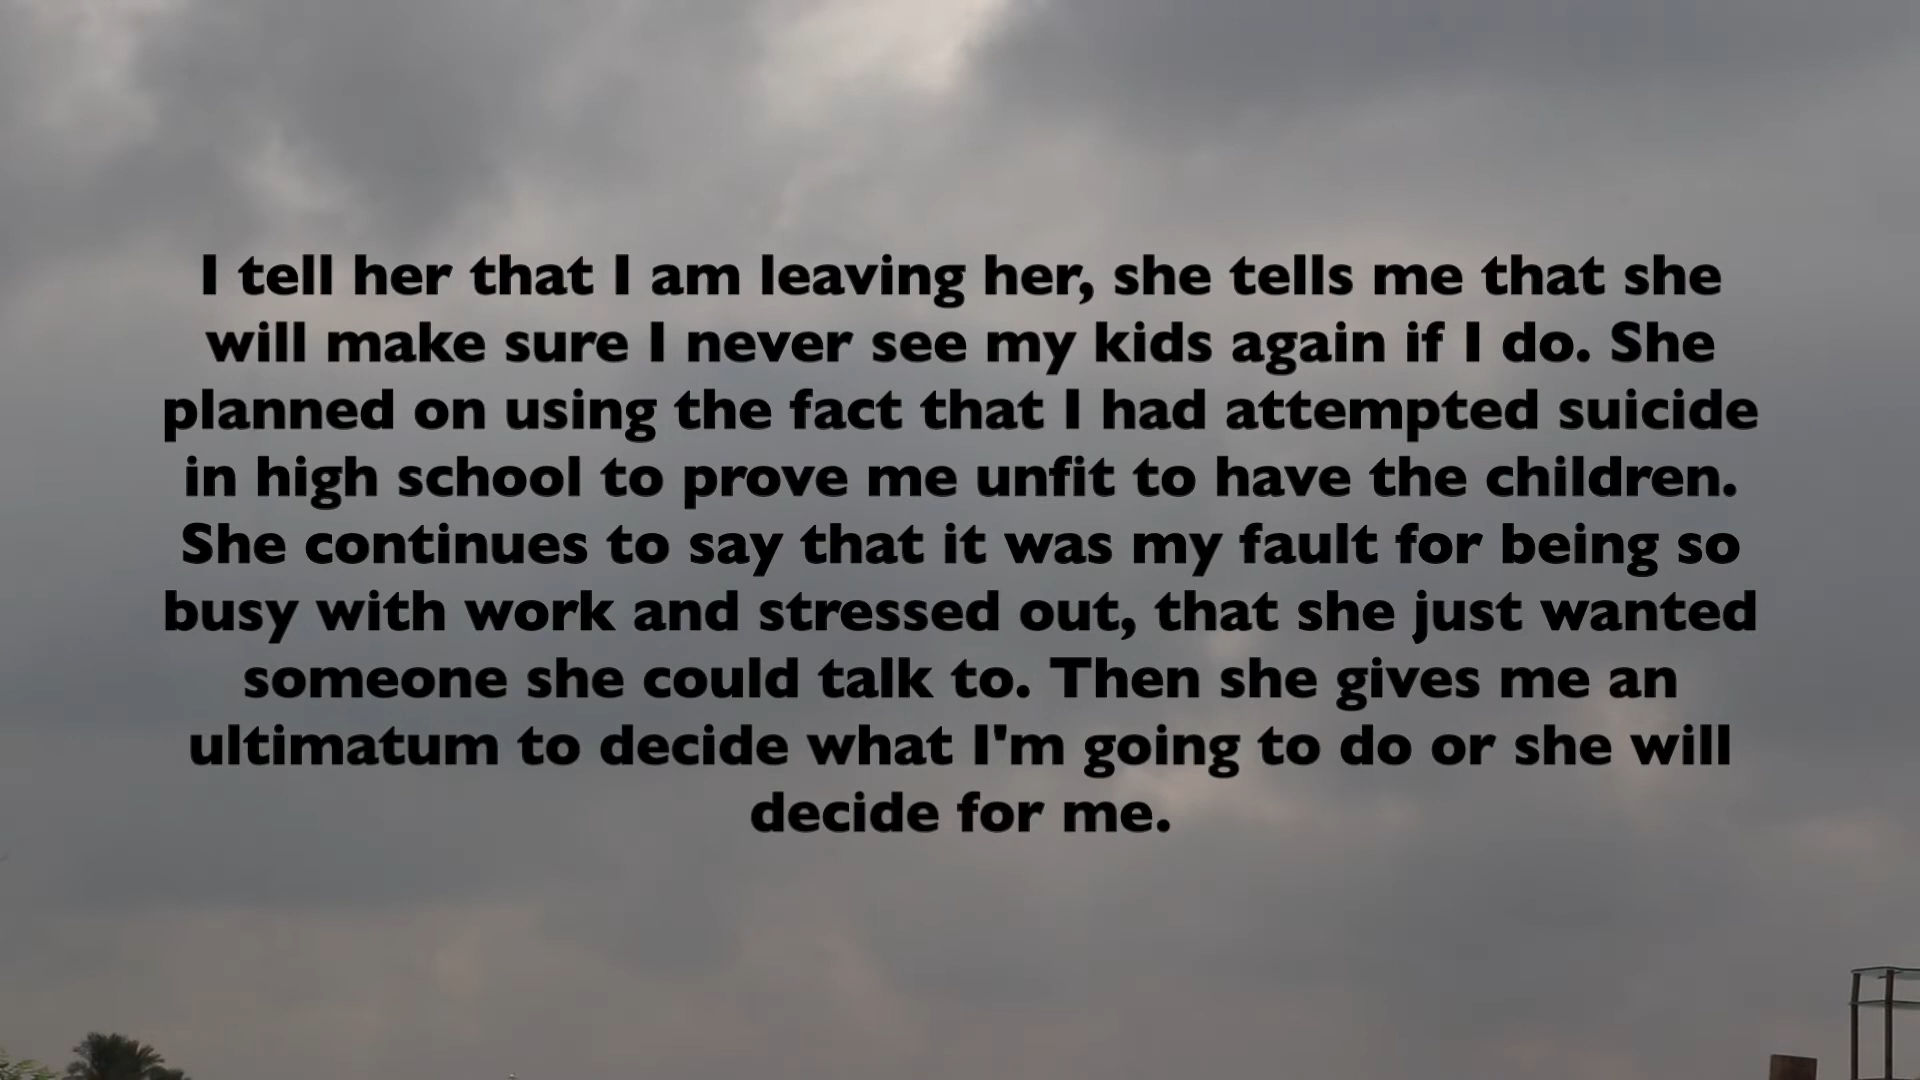 I tell her that I am leaving her, she tells me that she
will make sure I never see my kids again if I do. She
planned on using the fact that I had attempted suicide
in high school to prove me unfit to have the children.
She continues to say that it was my fault for being so
busy with work and stressed out, that she just wanted
someone she could talk to. Then she gives me an
ultimatum to decide what I'm going to do or she will
decide for me.